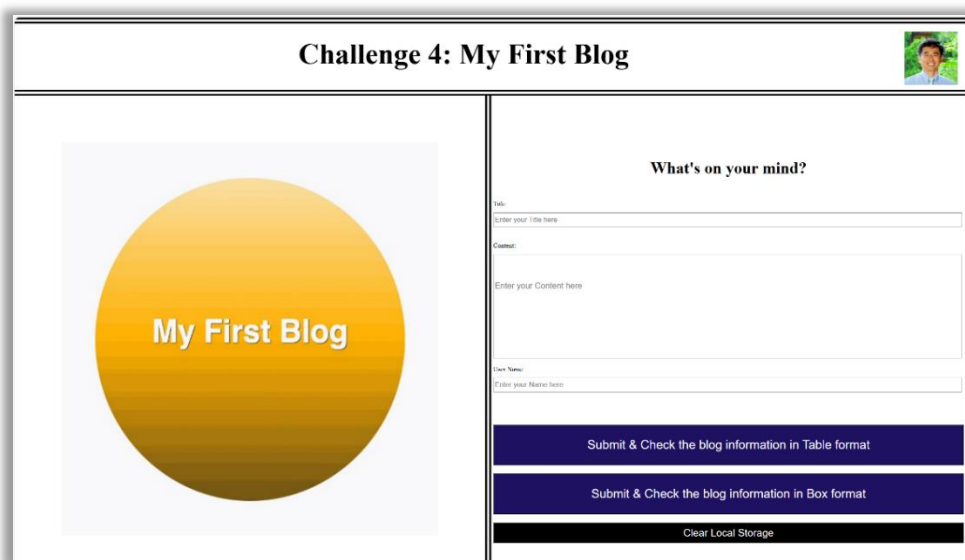 Challenge 4: My First Blog
My First Blog
What's on your mind?
Title:
Enter your Title here
Content:
Enter your Content here
User Name:
Enter your Name here
Submit & Check the blog information in Table format
Submit & Check the blog information in Box format
Clear Local Storage